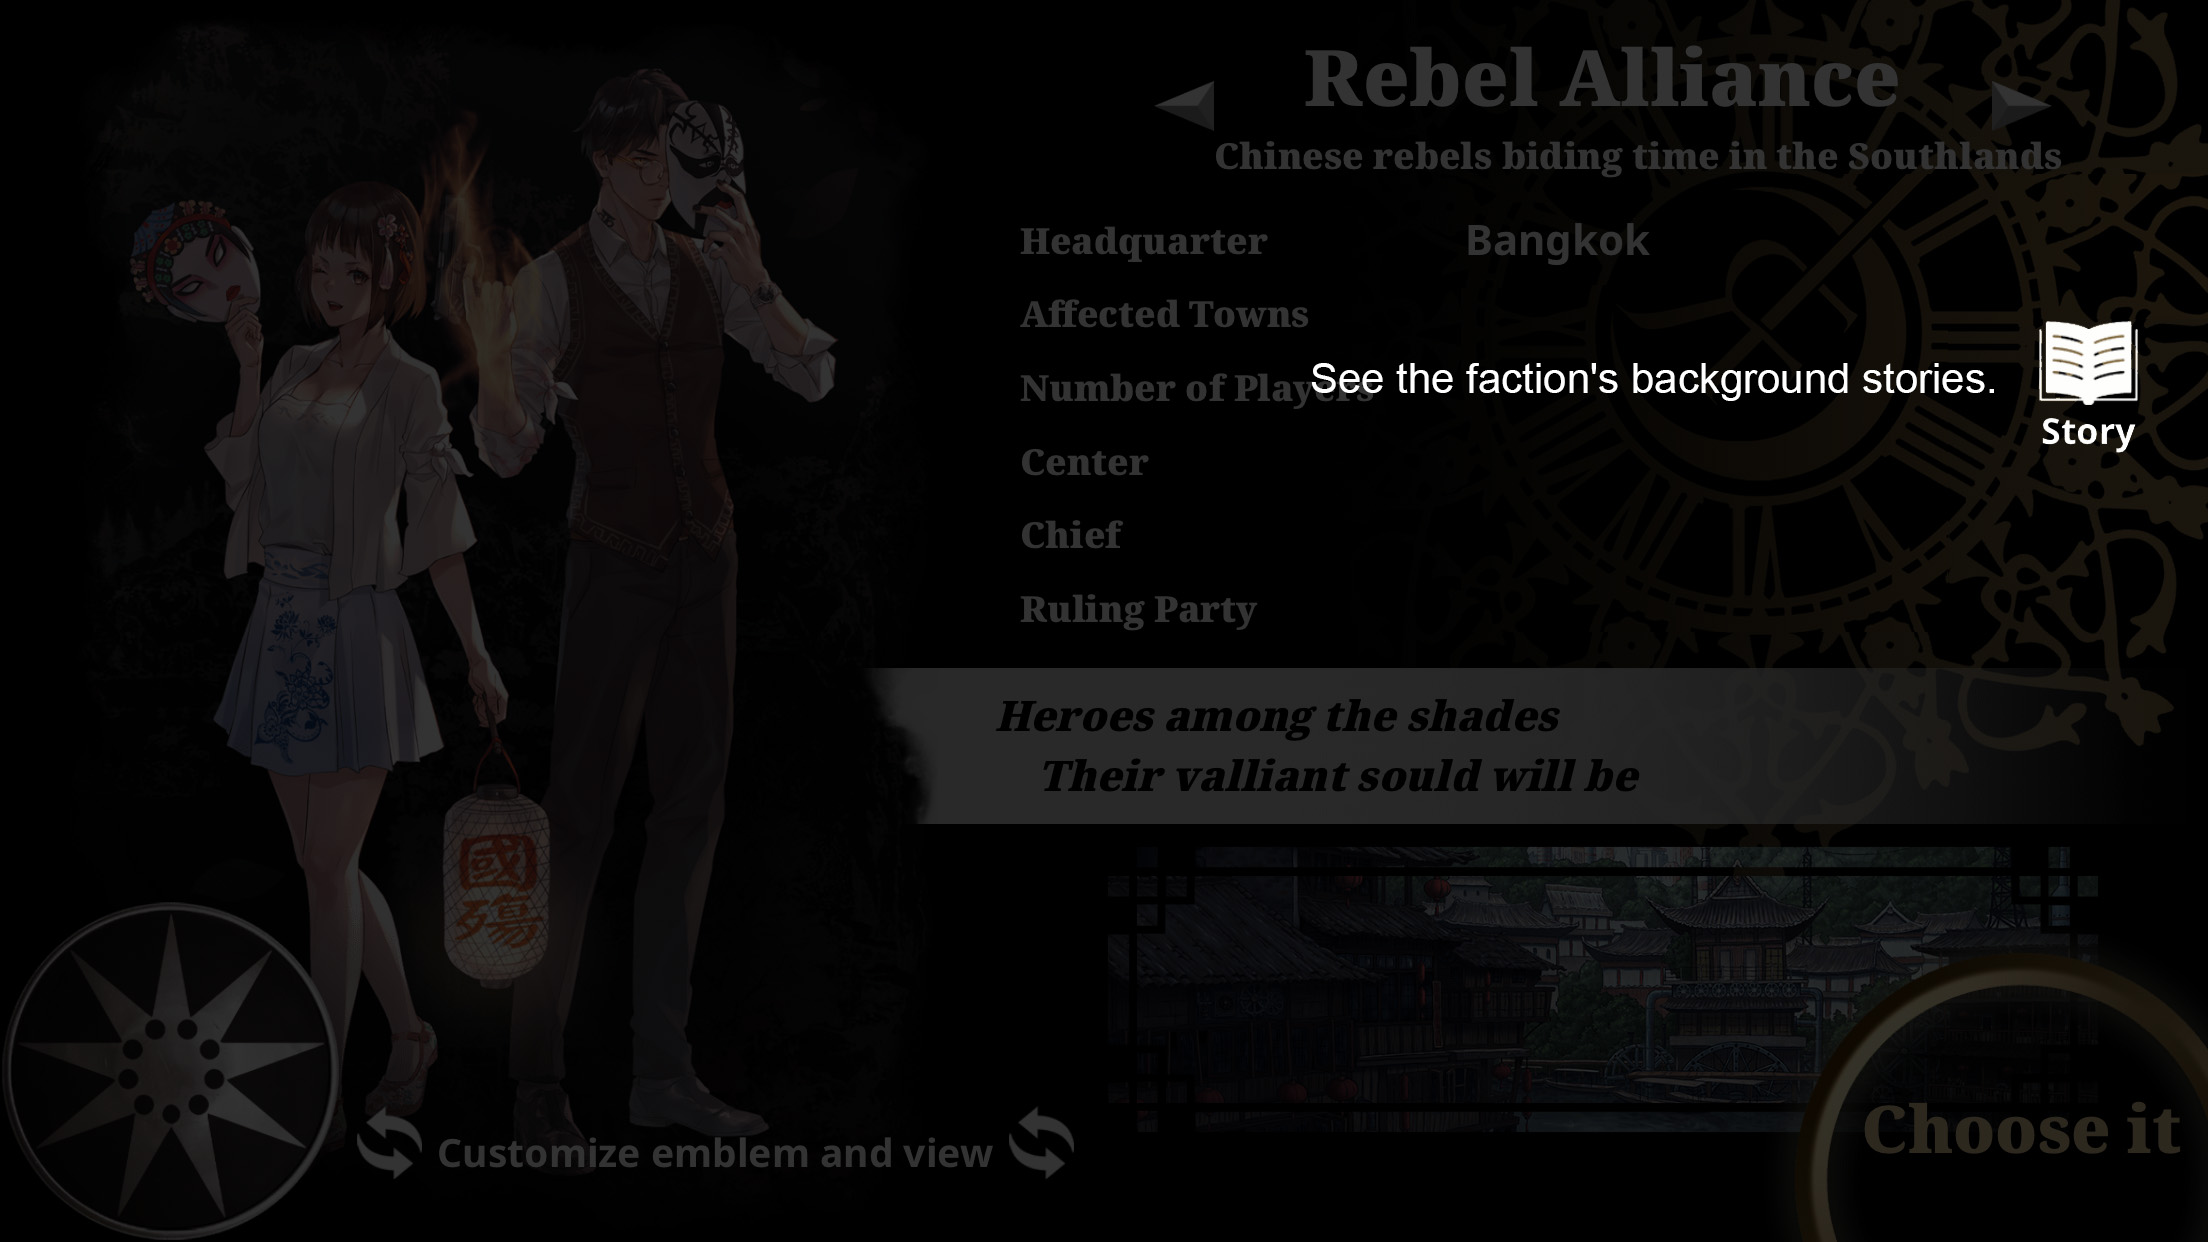 Rebel Alliance
Chinese rebels biding time in the Southlands
Headquarter Bangkok
Affected Towns
Number of Players
See the faction's background stories.
Story
Center
Chief
Ruling Party
Heroes among the shades
Their valliant sould will be
國
殤
Customize emblem and view
Choose it